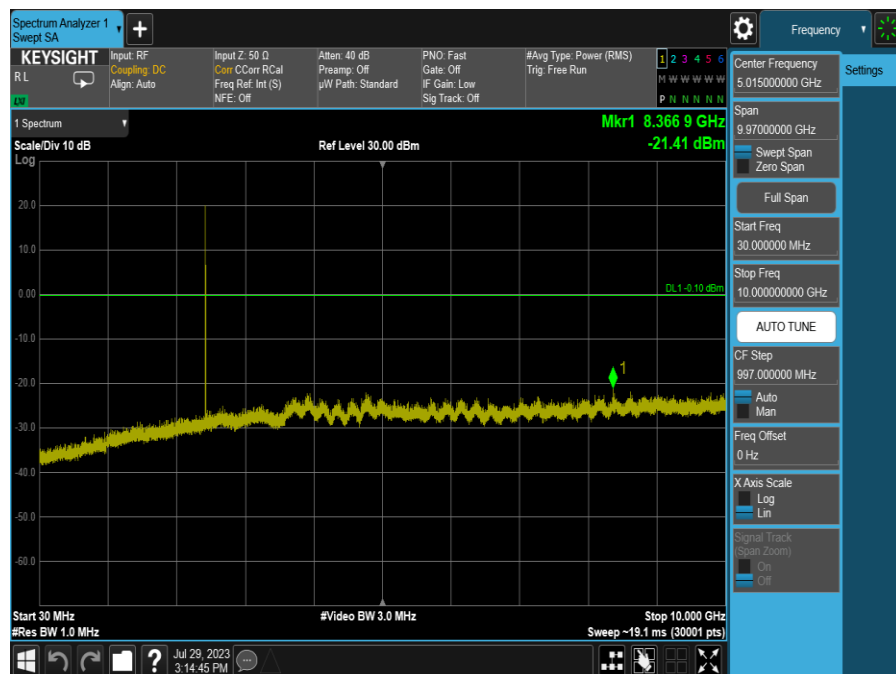 Spectrum Analyzer 1
Swept SA
+
Frequency
KEYSIGHT
R L
LXI
Input: RF
Coupling: DC
Align: Auto
Input Z: 50 Ω
Corr CCorr RCal
Freq Ref: Int (S)
NFE: Off
Atten: 40 dB
Preamp: Off
µW Path: Standard
PNO: Fast
Gate: Off
IF Gain: Low
Sig Track: Off
#Avg Type: Power (RMS)
Trig: Free Run
1 2 3 4 5 6
M W W W W W
P N N N N N
1 Spectrum
Mkr1 8.366 9 GHz
-21.41 dBm
Scale/Div 10 dB
Ref Level 30.00 dBm
Log
20.0
10.0
0.00
DL1 -0.10 dBm
-10.0
-20.0
1
-30.0
-40.0
-50.0
-60.0
Start 30 MHz
#Video BW 3.0 MHz
Stop 10.000 GHz
#Res BW 1.0 MHz
Sweep ~19.1 ms (30001 pts)
Jul 29, 2023
3:14:45 PM
?
Center Frequency
5.015000000 GHz
Settings
Span
9.97000000 GHz
Swept Span
Zero Span
Full Span
Start Freq
30.000000 MHz
Stop Freq
10.000000000 GHz
AUTO TUNE
CF Step
997.000000 MHz
Auto
Man
Freq Offset
0 Hz
X Axis Scale
Log
Lin
Signal Track
(Span Zoom)
On
Off